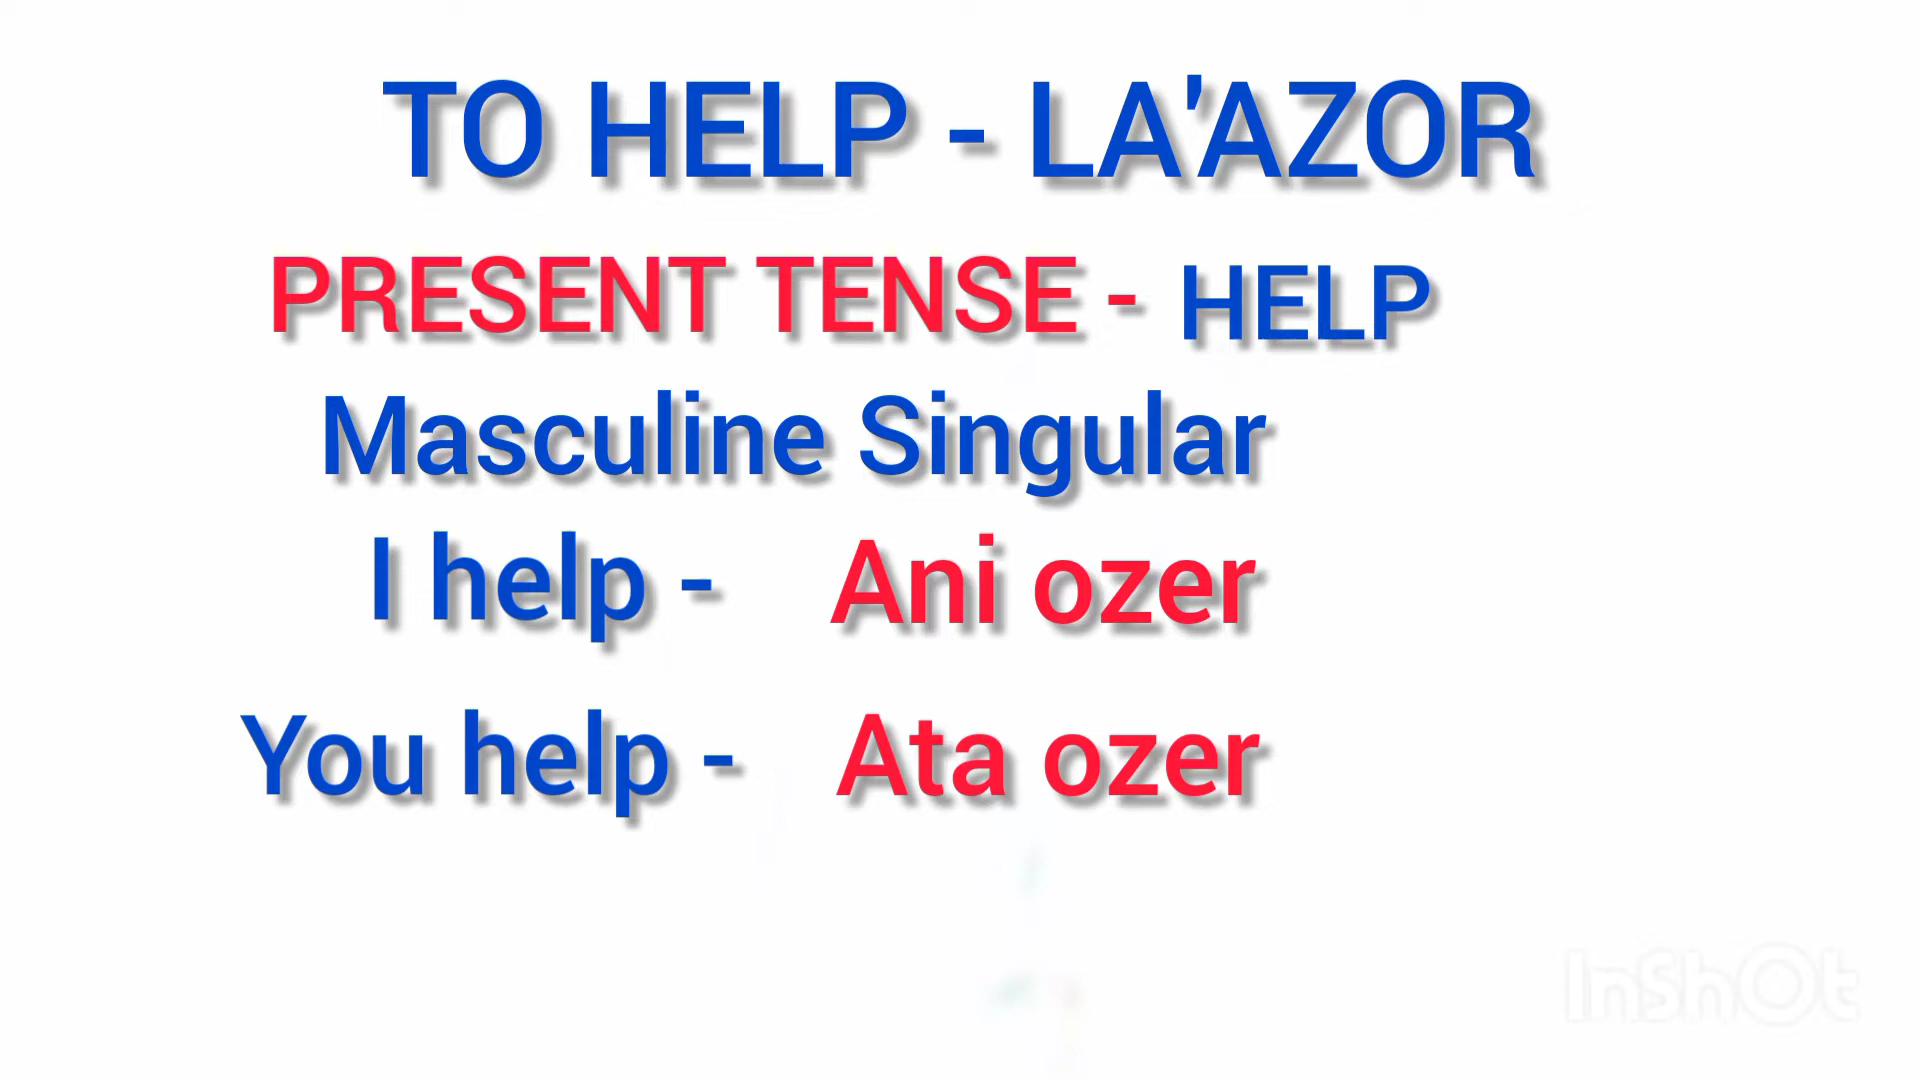 TO HELP - LA'AZOR
PRESENT TENSE - HELP
Masculine Singular
I help - Ani ozer
You help - Ata ozer
InShOt